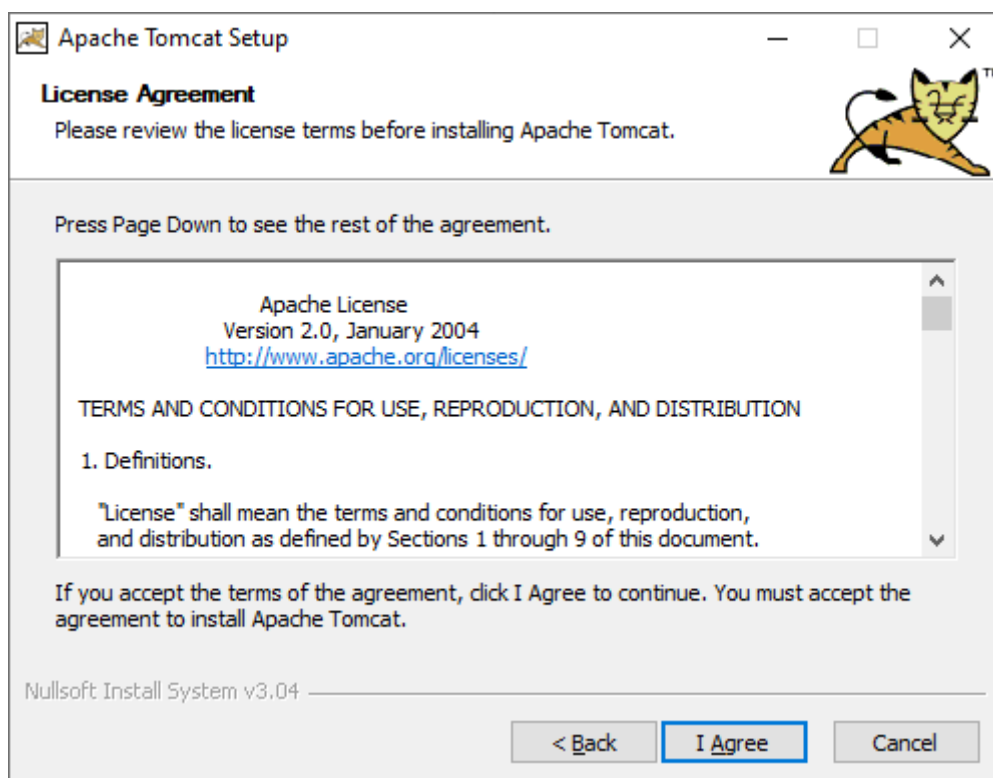 Apache Tomcat Setup
License Agreement
Please review the license terms before installing Apache Tomcat.
Press Page Down to see the rest of the agreement.
Apache License
Version 2.0, January 2004
http://www.apache.org/licenses/
TERMS AND CONDITIONS FOR USE, REPRODUCTION, AND DISTRIBUTION
1. Definitions.
"License" shall mean the terms and conditions for use, reproduction,
and distribution as defined by Sections 1 through 9 of this document.
If you accept the terms of the agreement, click I Agree to continue. You must accept the
agreement to install Apache Tomcat.
Nullsoft Install System v3.04
< Back
I Agree
Cancel